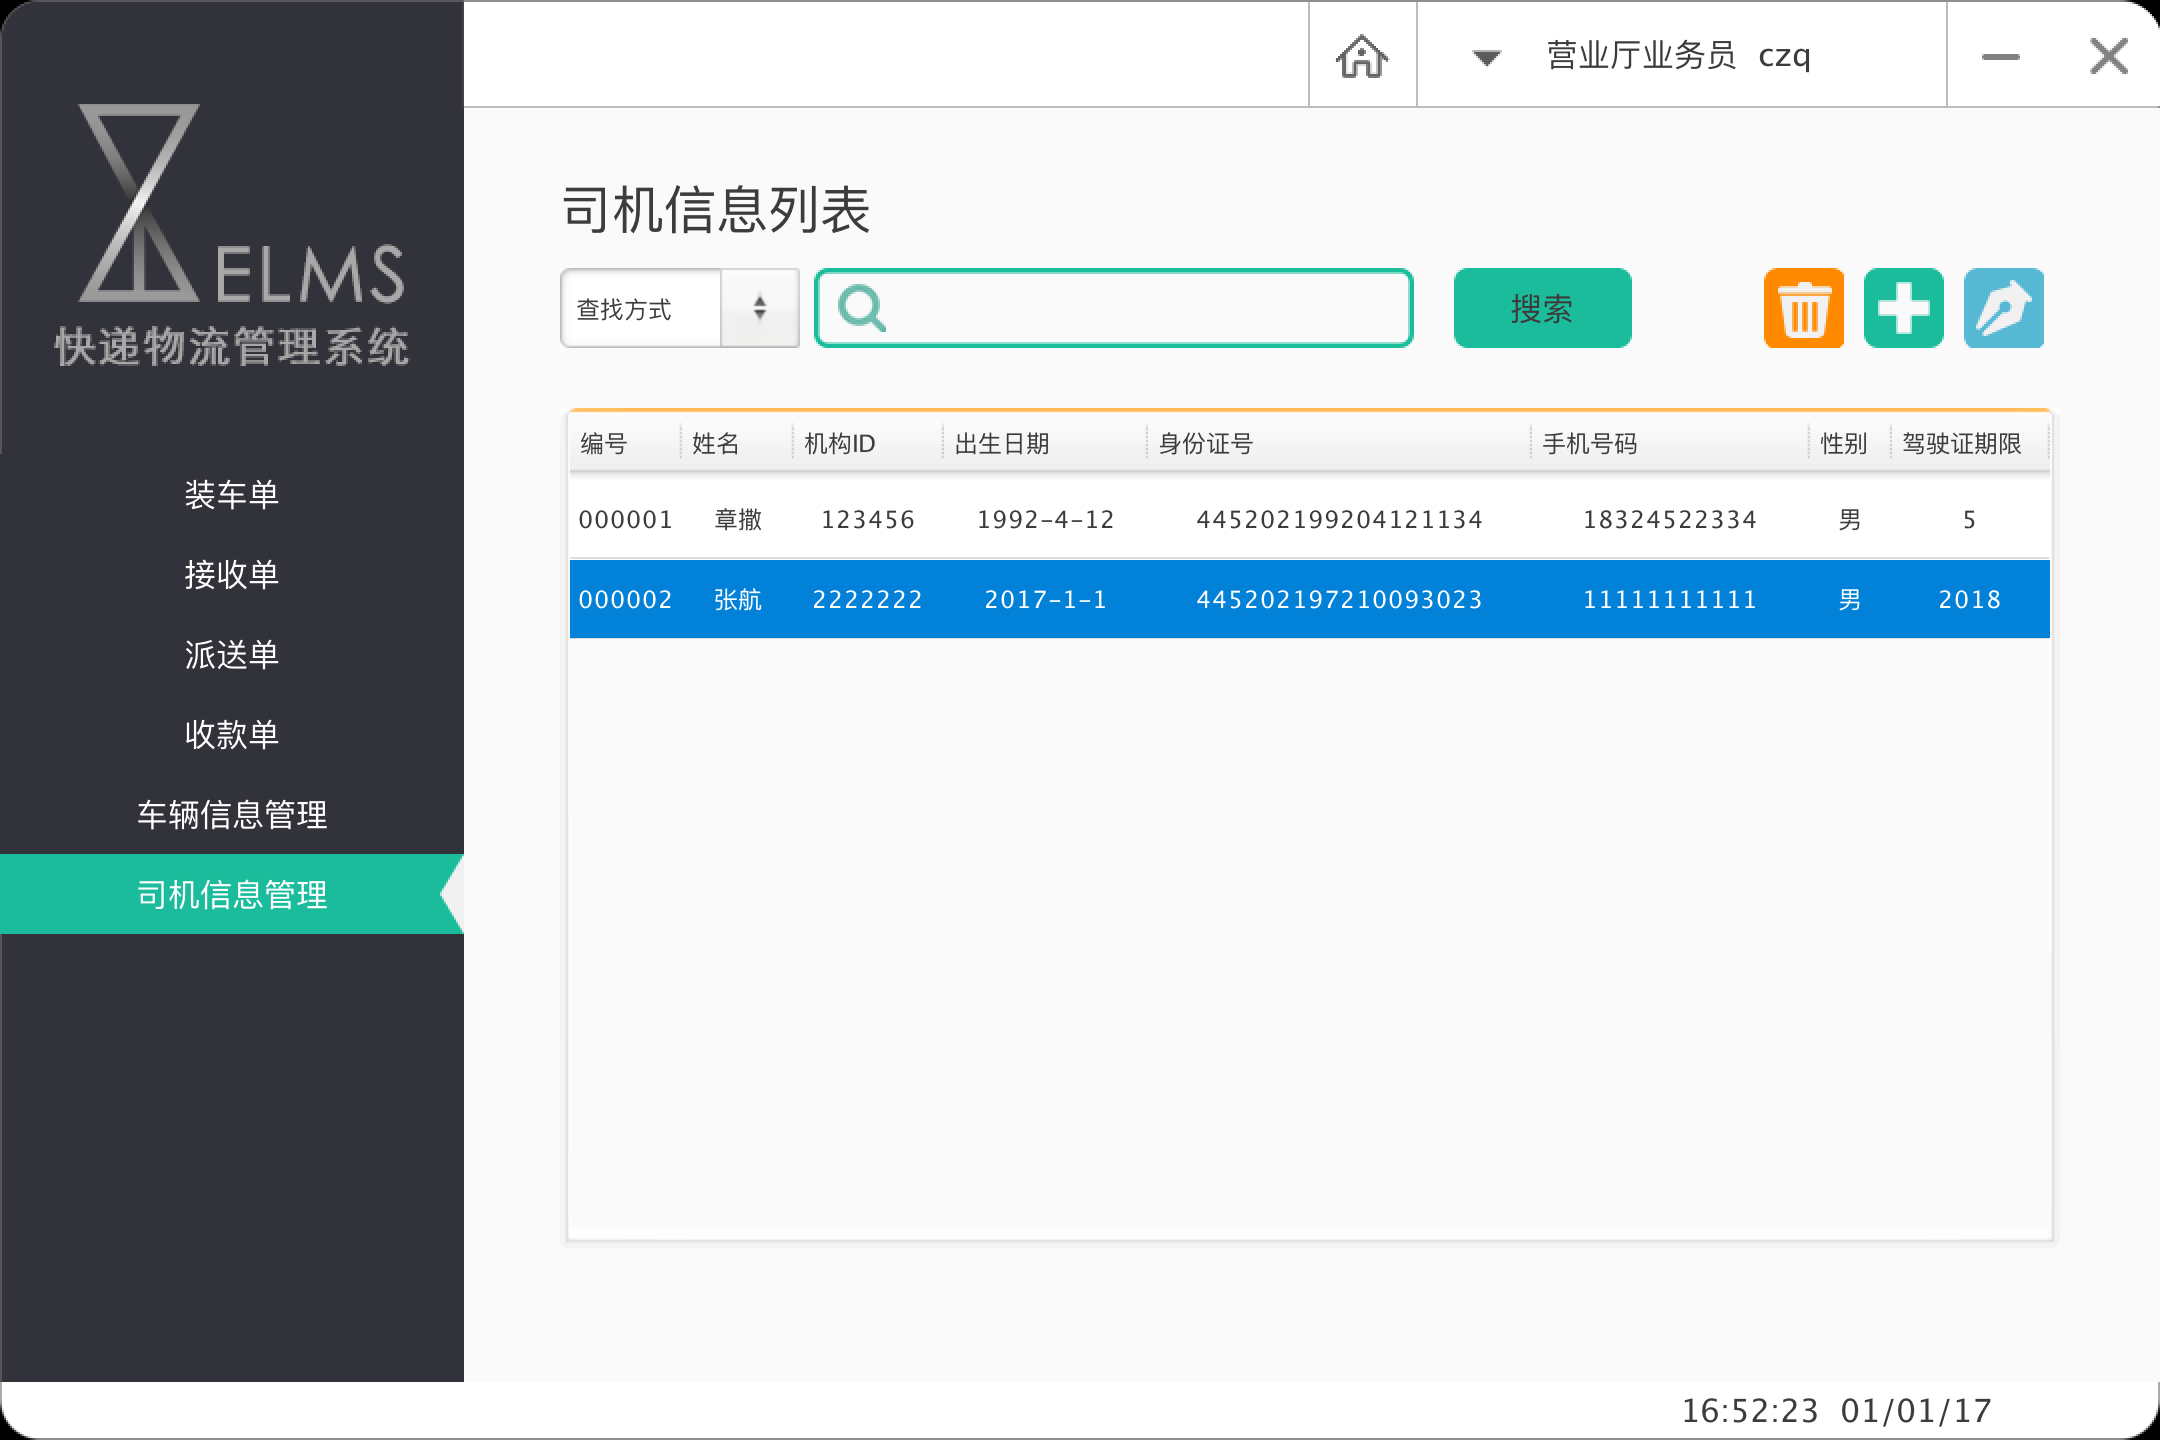 营业厅业务员 czq
ELMS
快递物流管理系统
装车单
接收单
派送单
收款单
车辆信息管理
司机信息管理
司机信息列表
查找方式
搜索
编号 姓名 机构ID 出生日期 身份证号 手机号码 性别 驾驶证期限
000001 章撒 123456 1992-4-12 445202199204121134 18324522334 男 5
000002 张航 2222222 2017-1-1 445202197210093023 11111111111 男 2018
16:52:23 01/01/17